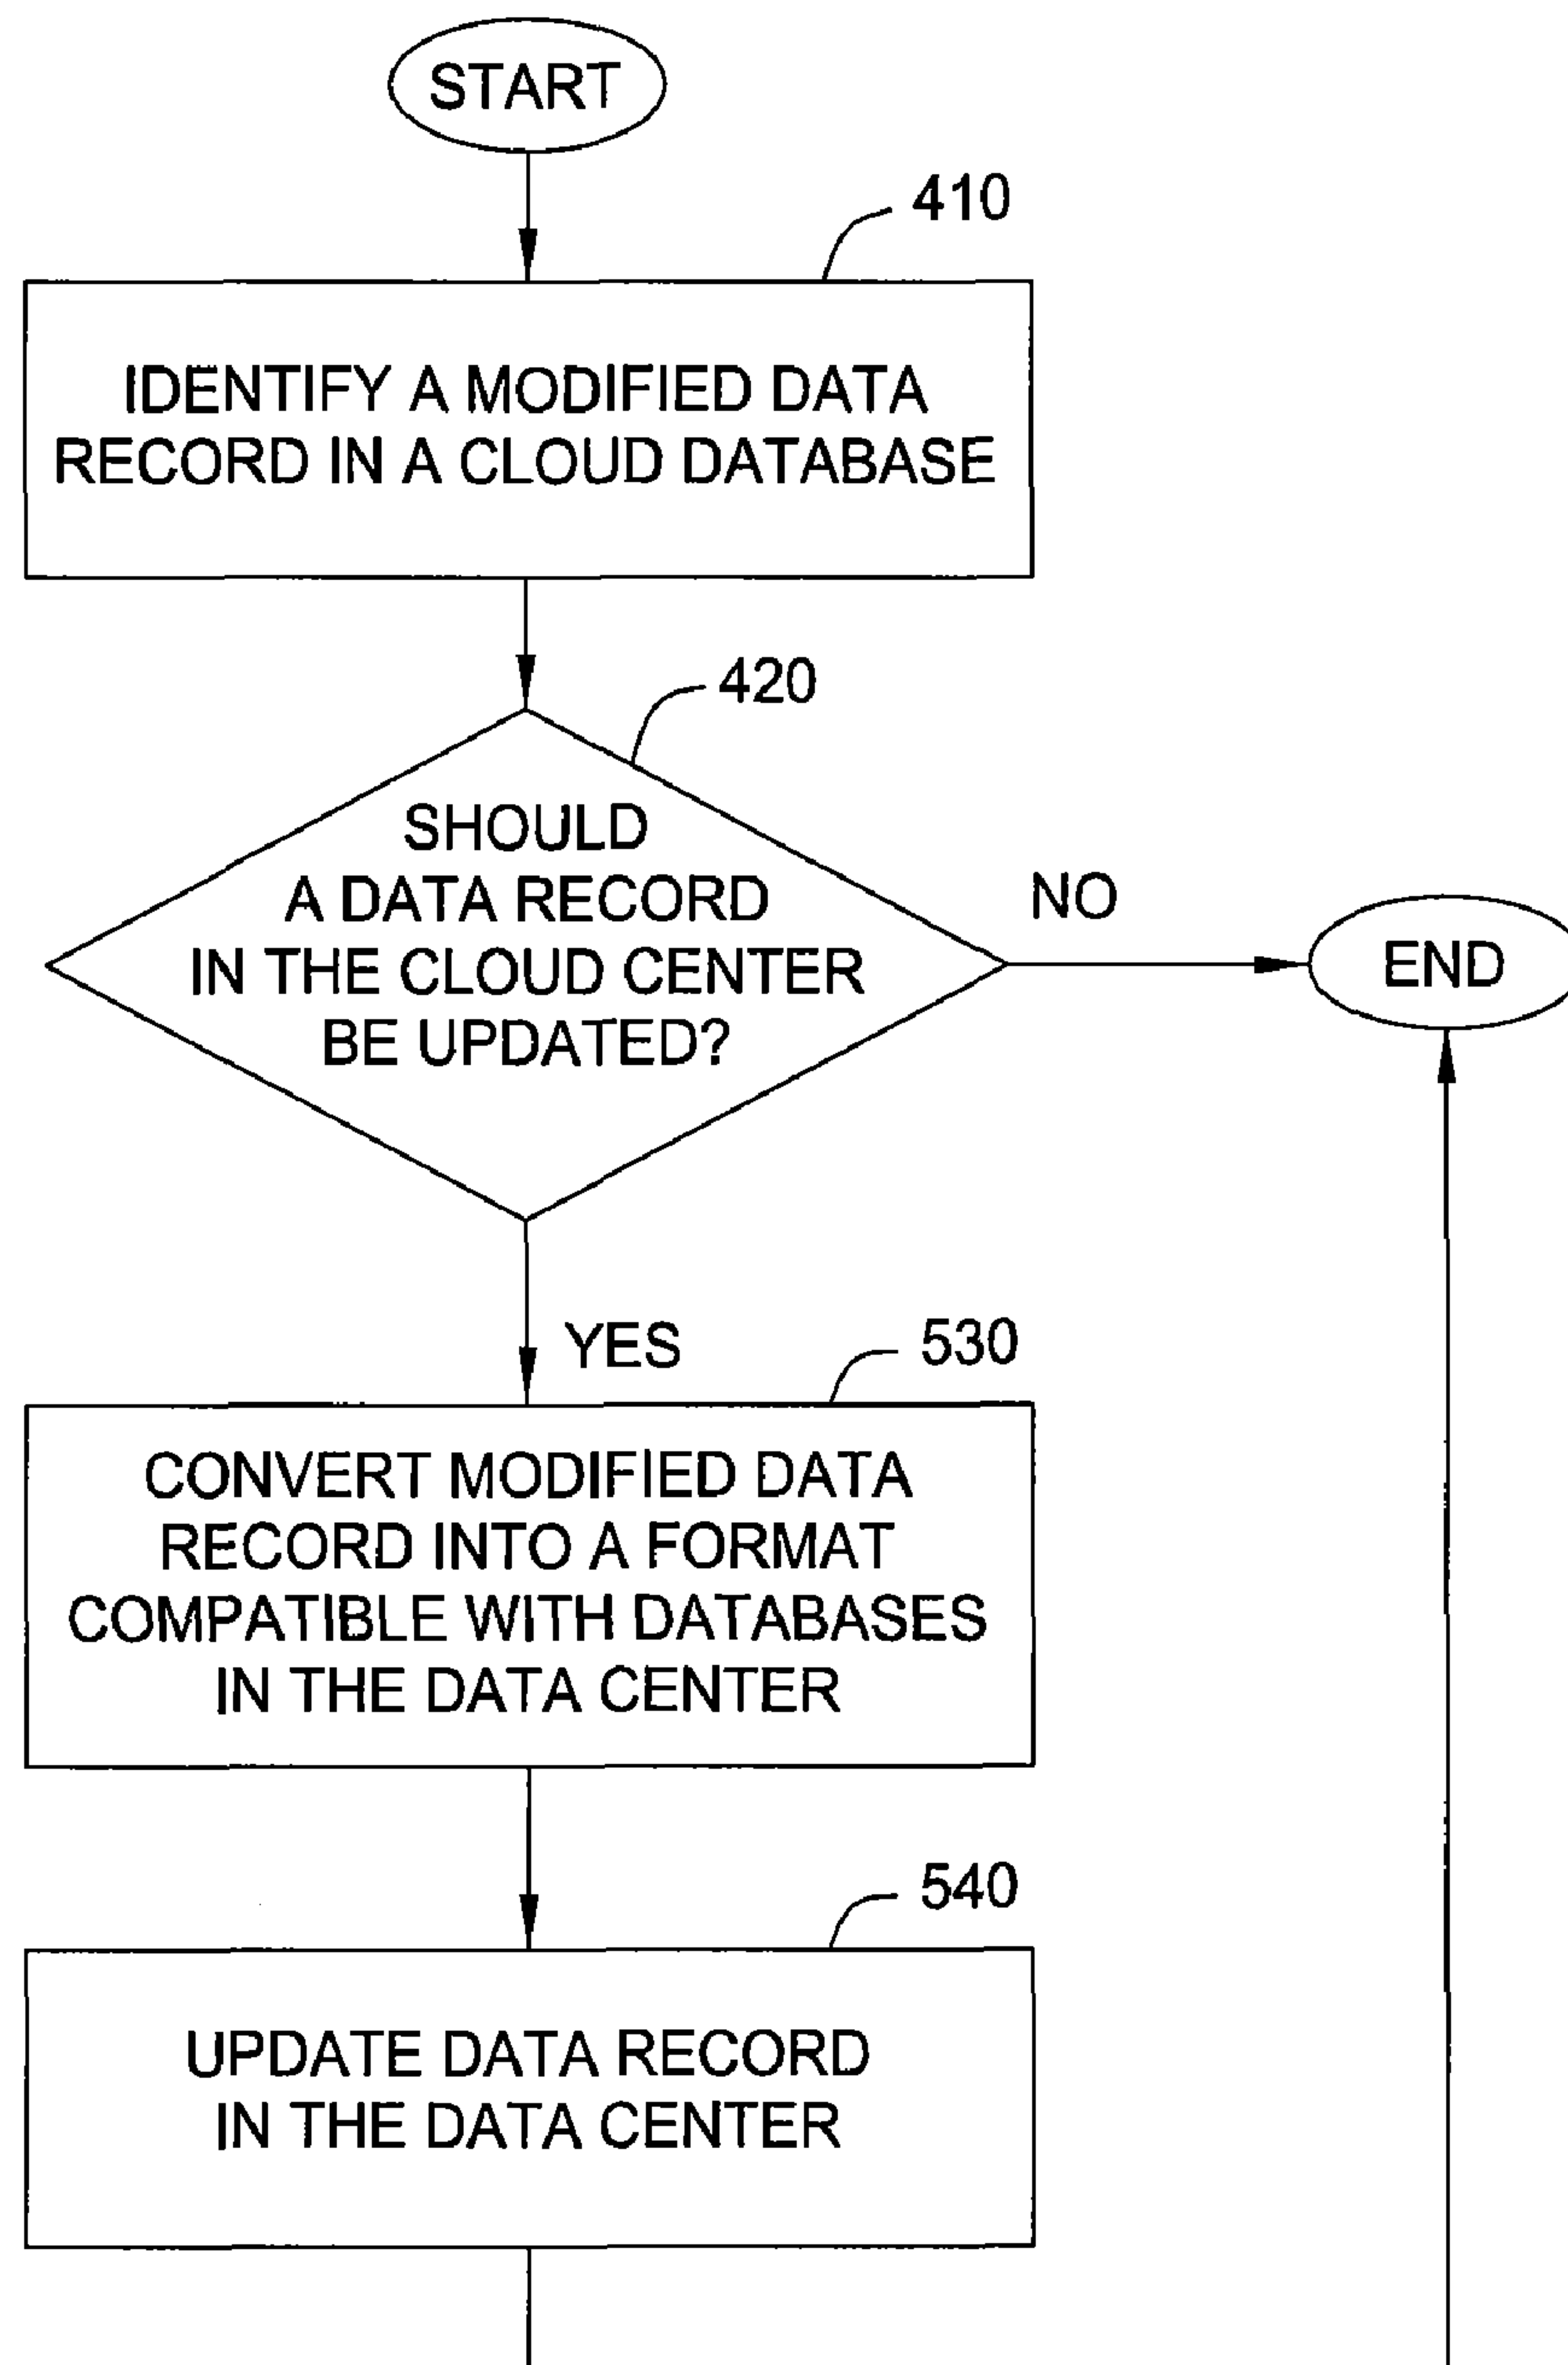 START
410
IDENTIFY A MODIFIED DATA
RECORD IN A CLOUD DATABASE
420
SHOULD
A DATA RECORD
IN THE CLOUD CENTER
BE UPDATED?
NO
END
YES
530
CONVERT MODIFIED DATA
RECORD INTO A FORMAT
COMPATIBLE WITH DATABASES
IN THE DATA CENTER
540
UPDATE DATA RECORD
IN THE DATA CENTER